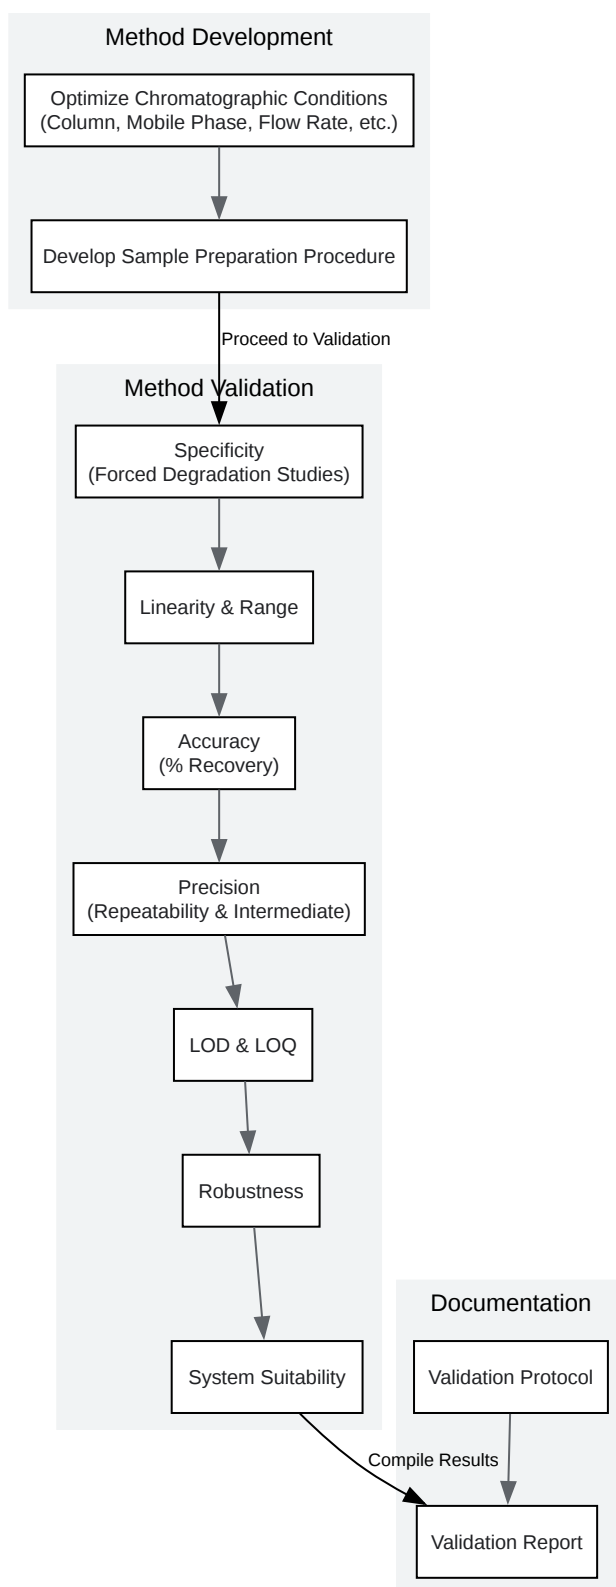 Method Development
Optimize Chromatographic Conditions
(Column, Mobile Phase, Flow Rate, etc.)
Develop Sample Preparation Procedure
Proceed to Validation
Method Validation
Specificity
(Forced Degradation Studies)
Linearity & Range
Accuracy
(% Recovery)
Precision
(Repeatability & Intermediate)
LOD & LOQ
Robustness
System Suitability
Documentation
Validation Protocol
Compile Results
Validation Report